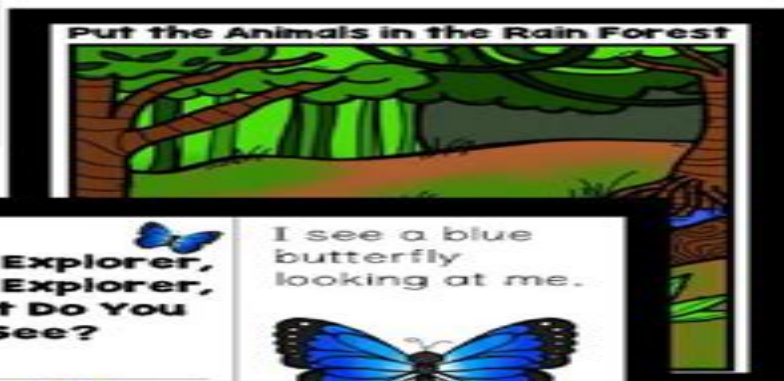 Put the Animals in the Rain Forest
Explorer,
Explorer,
Do You
See?
I see a blue
butterfly
looking at me.